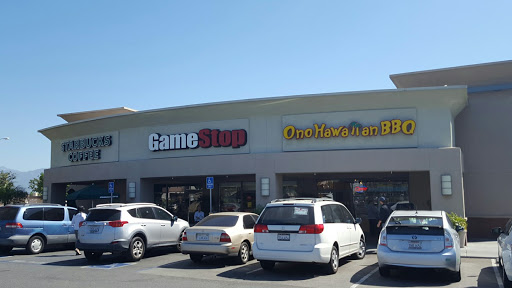 STARBUCKS
COFFEE
GameStop
Ono Hawaiian BBQ